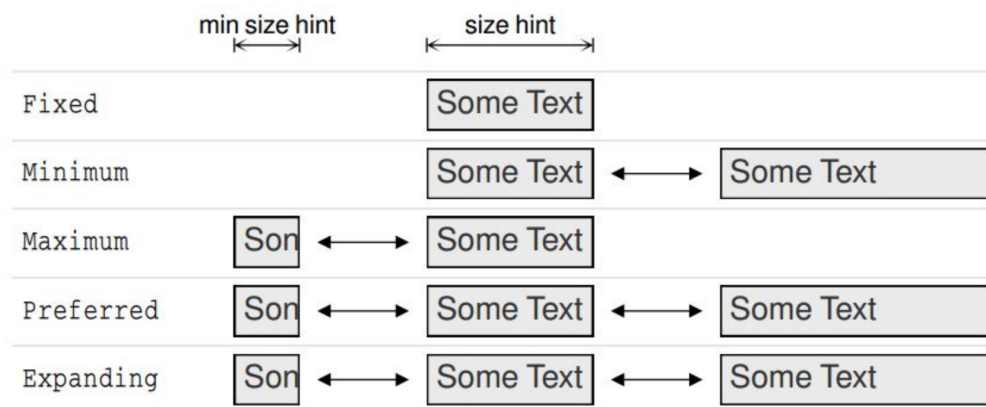 min size hint size hint
Fixed Some Text
Minimum Some Text Some Text
Maximum Son Some Text
Preferred Son Some Text Some Text
Expanding Son Some Text Some Text